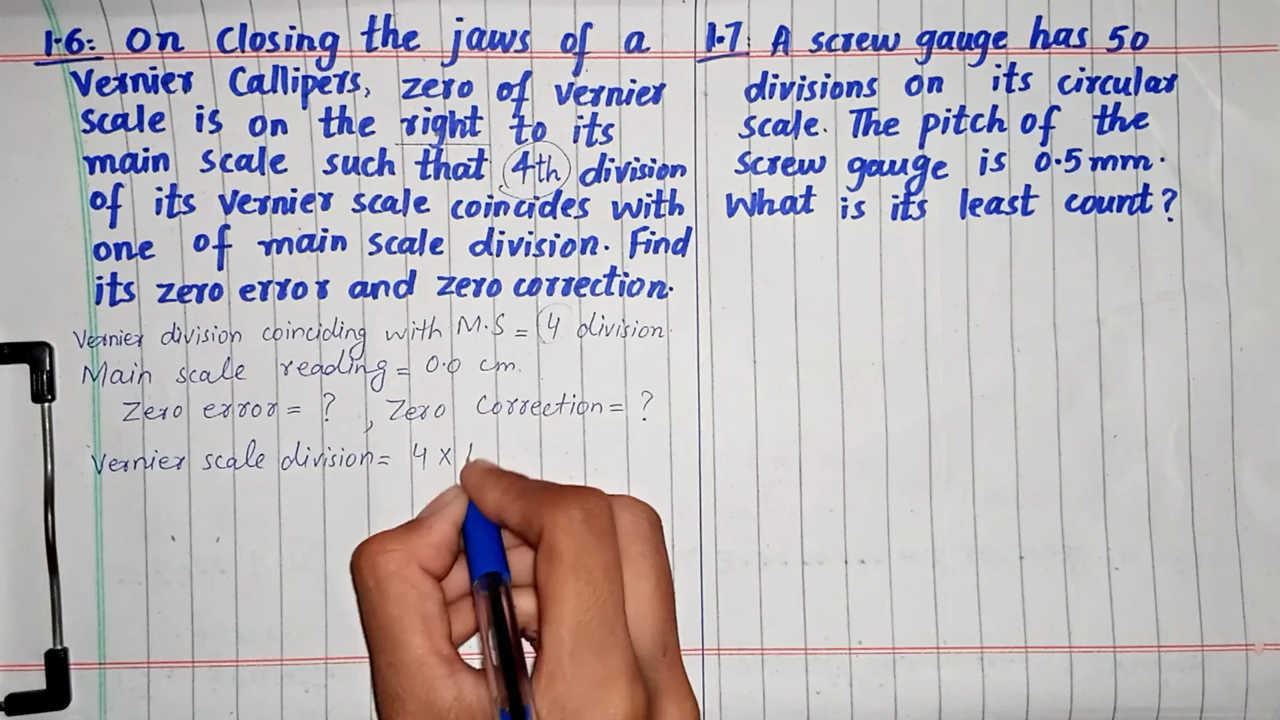 1.6: On Closing the jaws of a
Vernier Callipers, zero of vernier
scale is on the right to its
main scale such that 4th division
of its vernier scale coincides with
one of main scale division. Find
its zero error and zero correction.
Vernier division coinciding with M.S = 4 division.
Main scale reading = 0.0 cm.
Zero error = ? , Zero Correction = ?
Vernier scale division = 4 ×
1.7: A screw gauge has 50
divisions on its circular
scale. The pitch of the
screw gauge is 0.5mm.
What is its least count?